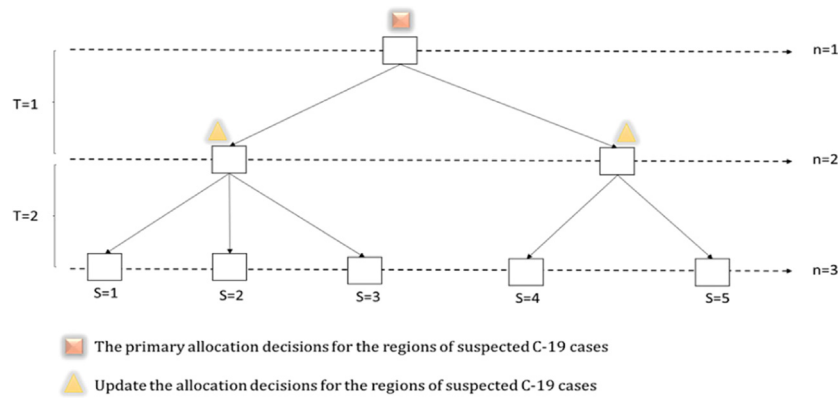 n=1
T=1
n=2
T=2
n=3
S=1
S=2
S=3
S=4
S=5
The primary allocation decisions for the regions of suspected C-19 cases
Update the allocation decisions for the regions of suspected C-19 cases